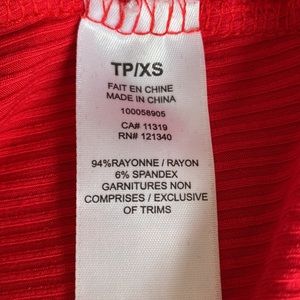 TP/XS
FAIT EN CHINE
MADE IN CHINA
100058905
CA# 11319
RN# 121340
94%RAYONNE / RAYON
6% SPANDEX
GARNITURES NON
COMPRISES / EXCLUSIVE
OF TRIMS